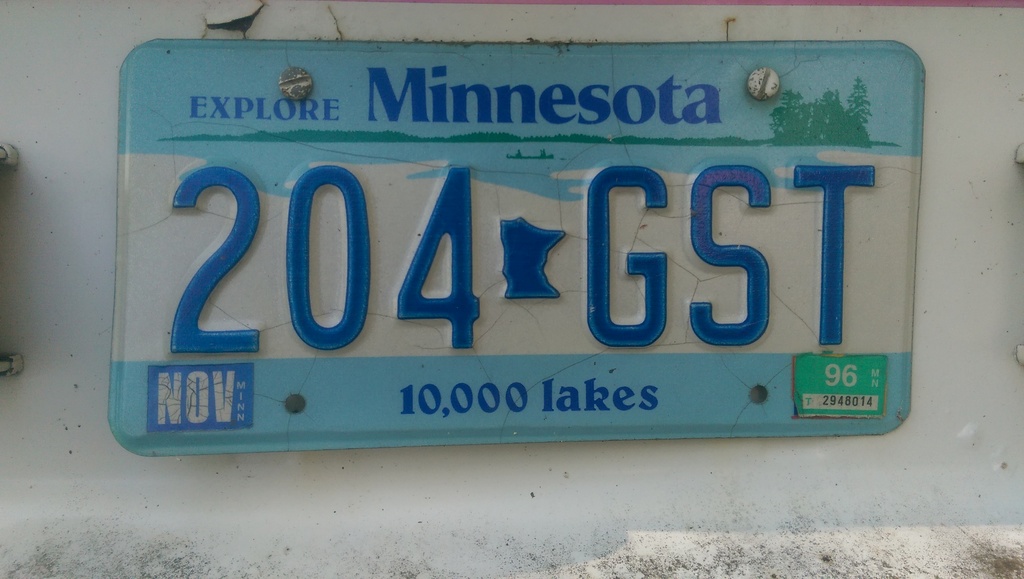 EXPLORE Minnesota
204 GST
NOV MINN
10,000 lakes
96 MN
T 2948014